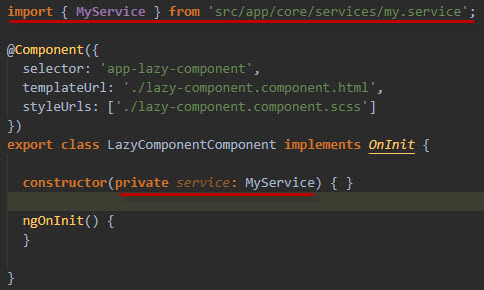 import { MyService } from 'src/app/core/services/my.service';
@Component({
  selector: 'app-lazy-component',
  templateUrl: './lazy-component.component.html',
  styleUrls: ['./lazy-component.component.scss']
})
export class LazyComponentComponent implements OnInit {
  constructor(private service: MyService) { }
  ngOnInit() {
  }
}